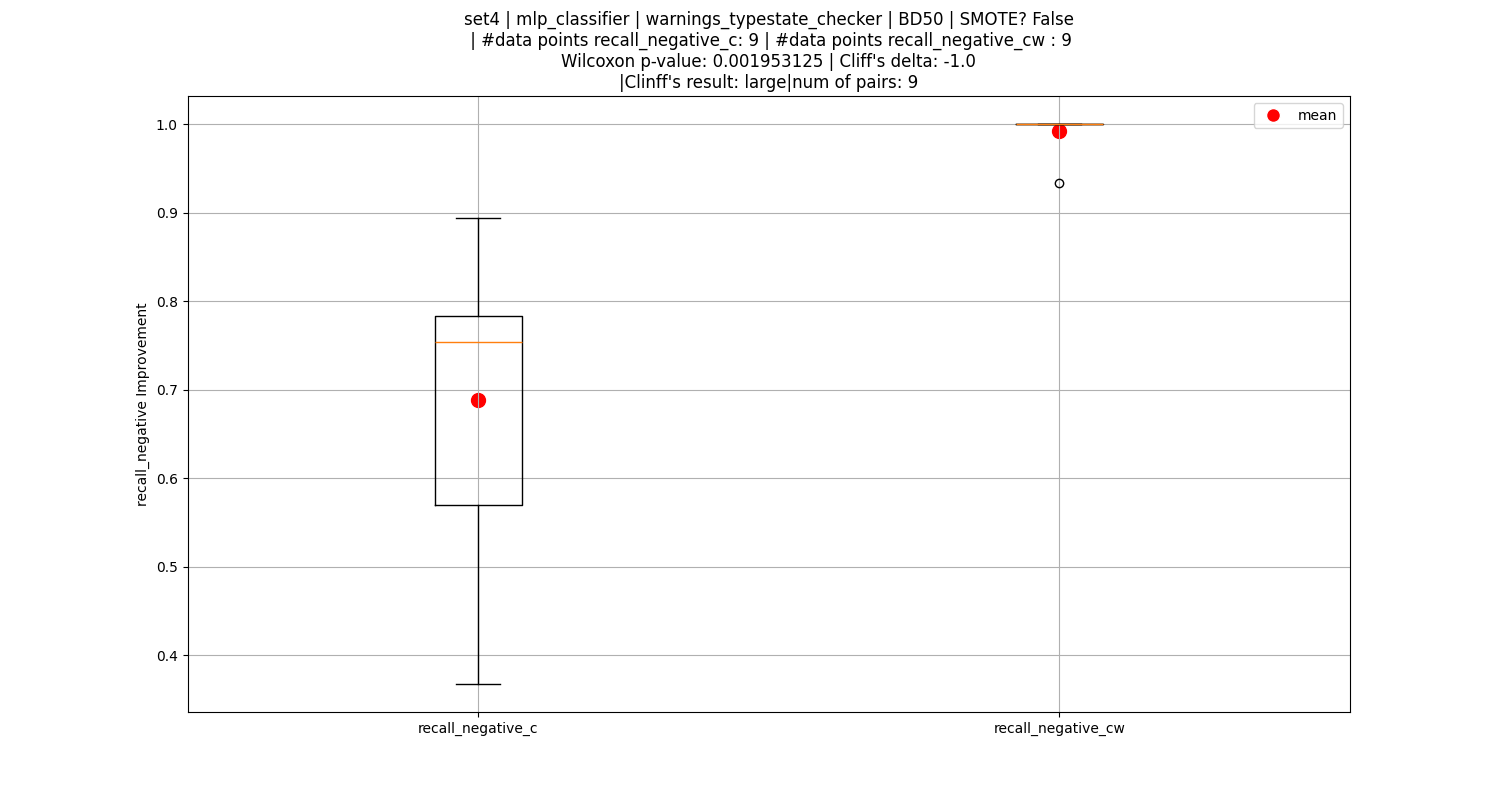 set4 | mlp_classifier | warnings_typestate_checker | BD50 | SMOTE? False
| #data points recall_negative_c: 9 | #data points recall_negative_cw : 9
Wilcoxon p-value: 0.001953125 | Cliff's delta: -1.0
|Clinff's result: large|num of pairs: 9
mean
1.0
0.9
0.8
0.7
0.6
0.5
0.4
recall_negative Improvement
recall_negative_c
recall_negative_cw